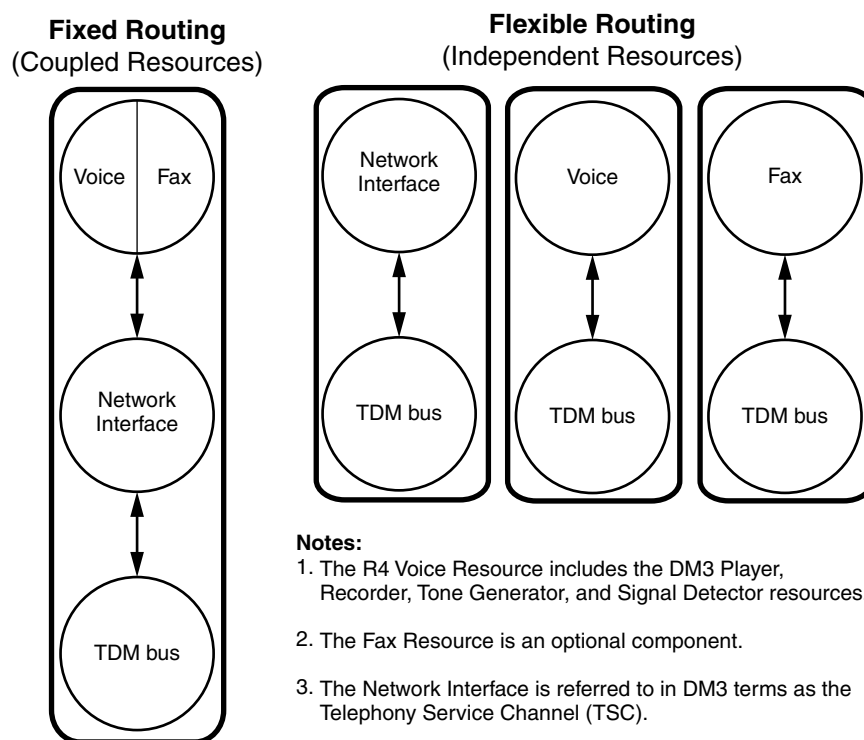 Fixed Routing
(Coupled Resources)
Voice
Fax
Network
Interface
TDM bus
Flexible Routing
(Independent Resources)
Network
Interface
TDM bus
Voice
TDM bus
Fax
TDM bus
Notes:
1. The R4 Voice Resource includes the DM3 Player,
Recorder, Tone Generator, and Signal Detector resources
2. The Fax Resource is an optional component.
3. The Network Interface is referred to in DM3 terms as the
Telephony Service Channel (TSC).